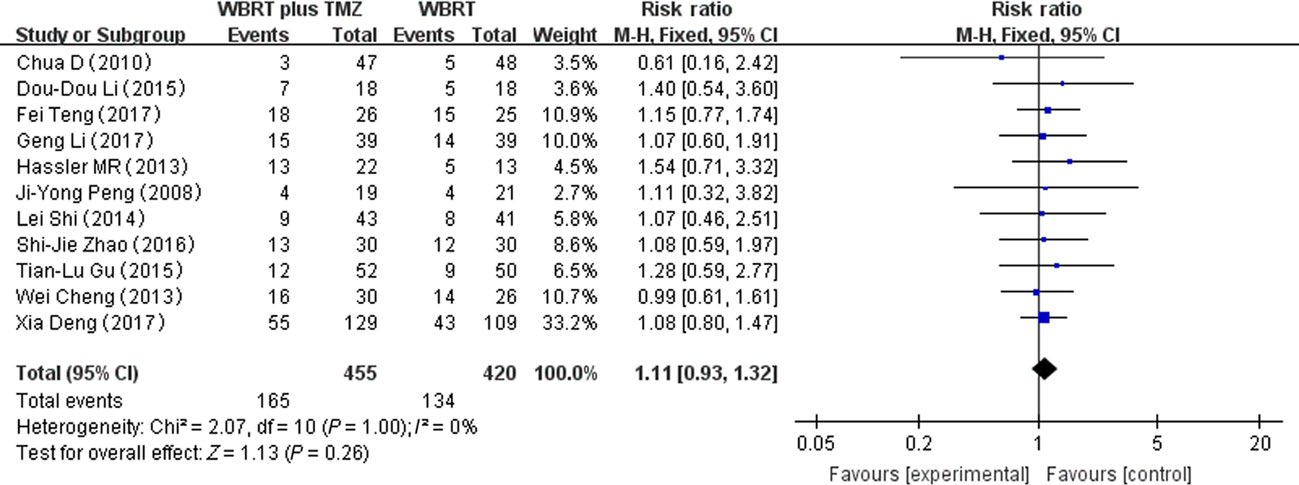 WBRT plus TMZ WBRT Risk ratio Risk ratio
Study or Subgroup Events Total Events Total Weight M-H, Fixed, 95% CI M-H, Fixed, 95% CI
Chua D (2010) 3 47 5 48 3.5% 0.61 [0.16, 2.42]
Dou-Dou Li (2015) 7 18 5 18 3.6% 1.40 [0.54, 3.60]
Fei Teng (2017) 18 26 15 25 10.9% 1.15 [0.77, 1.74]
Geng Li (2017) 15 39 14 39 10.0% 1.07 [0.60, 1.91]
Hassler MR (2013) 13 22 5 13 4.5% 1.54 [0.71, 3.32]
Ji-Yong Peng (2008) 4 19 4 21 2.7% 1.11 [0.32, 3.82]
Lei Shi (2014) 9 43 8 41 5.8% 1.07 [0.46, 2.51]
Shi-Jie Zhao (2016) 13 30 12 30 8.6% 1.08 [0.59, 1.97]
Tian-Lu Gu (2015) 12 52 9 50 6.5% 1.28 [0.59, 2.77]
Wei Cheng (2013) 16 30 14 26 10.7% 0.99 [0.61, 1.61]
Xia Deng (2017) 55 129 43 109 33.2% 1.08 [0.80, 1.47]
Total (95% CI) 455 420 100.0% 1.11 [0.93, 1.32]
Total events 165 134
Heterogeneity: Chi² = 2.07, df = 10 (P = 1.00); I² = 0%
Test for overall effect: Z = 1.13 (P = 0.26)
0.05 0.2 1 5 20
Favours [experimental] Favours [control]